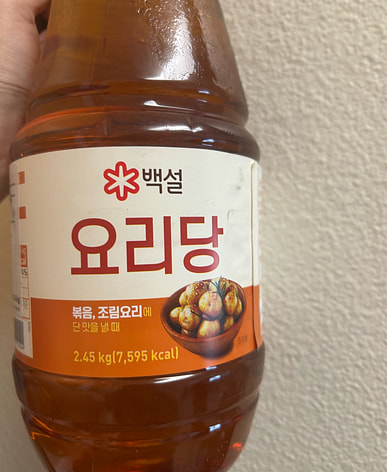 백설
요리당
볶음, 조림요리에
단맛을 낼 때
2.45 kg(7,595 kcal)